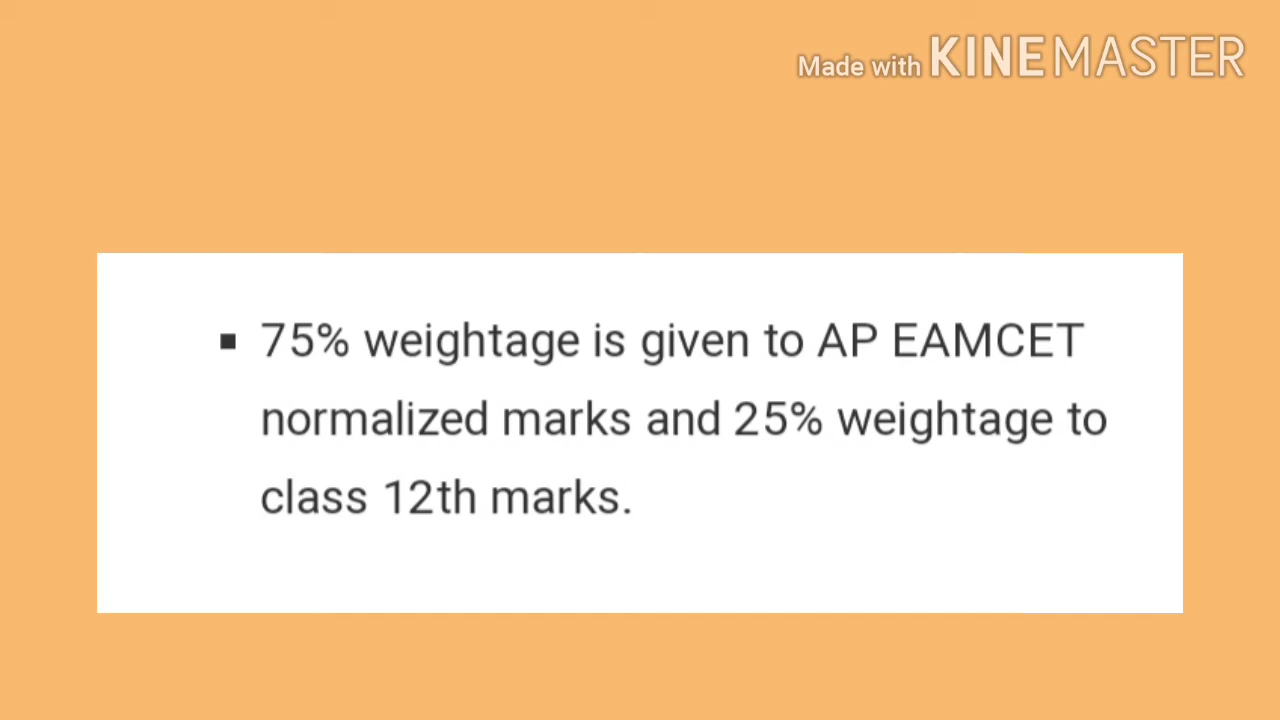 Made with KINEMASTER
▪ 75% weightage is given to AP EAMCET
normalized marks and 25% weightage to
class 12th marks.